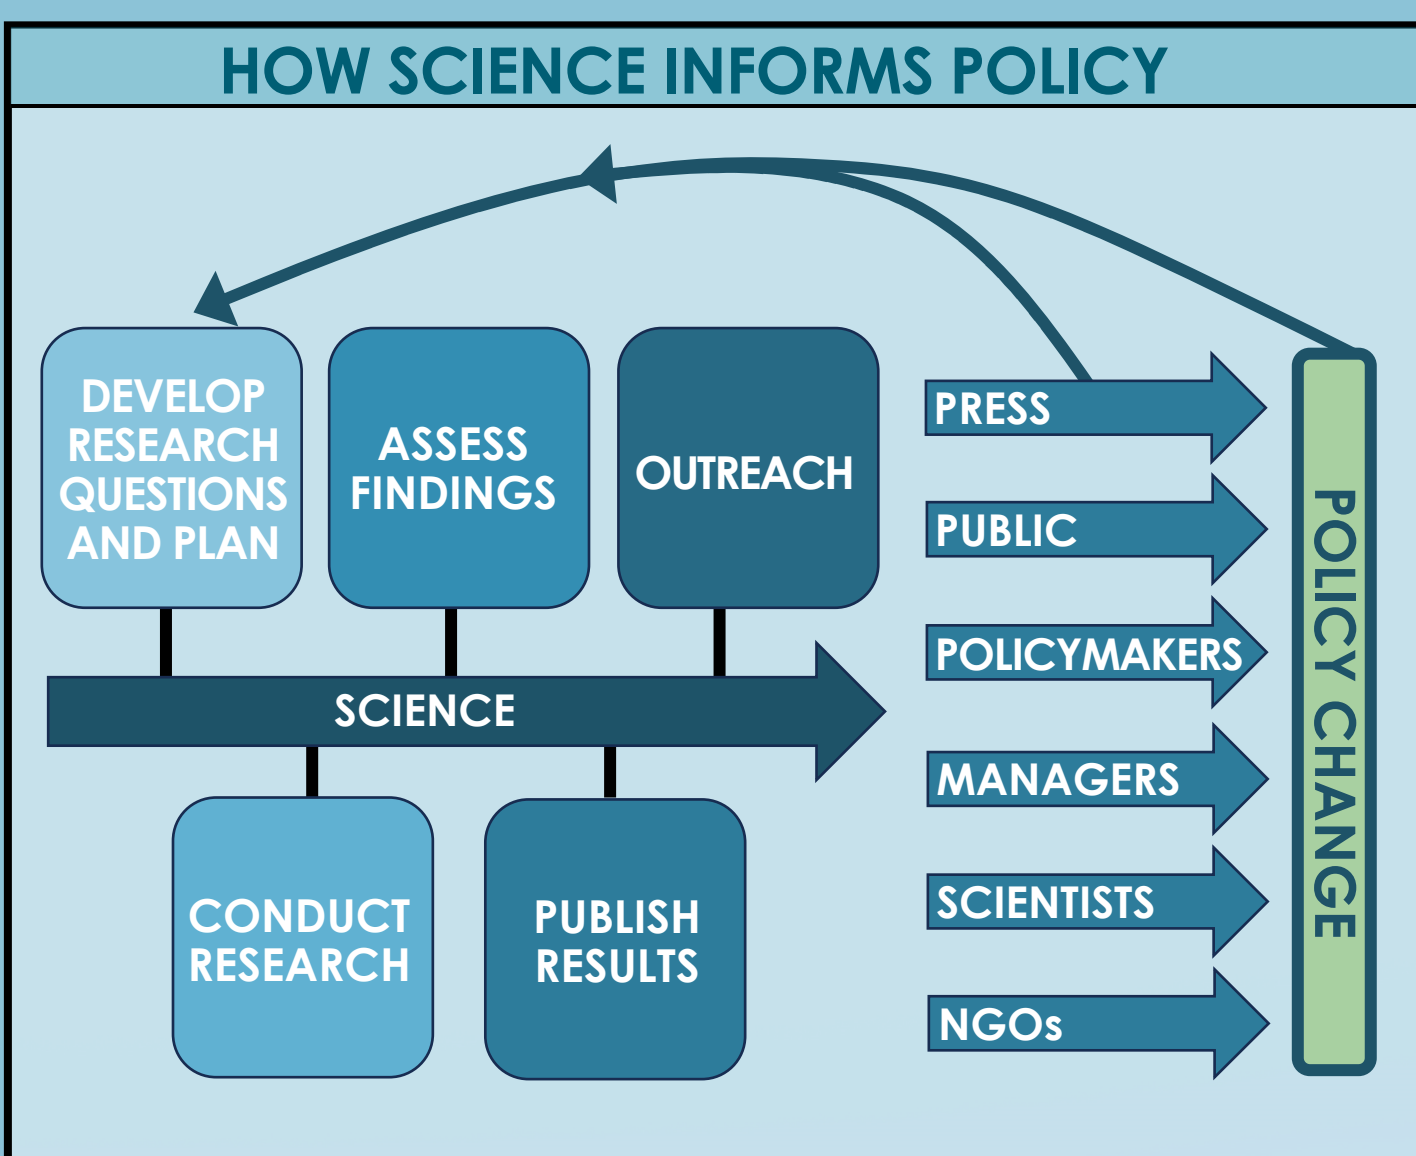 HOW SCIENCE INFORMS POLICY
DEVELOP
RESEARCH
QUESTIONS
AND PLAN
ASSESS
FINDINGS
OUTREACH
SCIENCE
CONDUCT
RESEARCH
PUBLISH
RESULTS
PRESS
PUBLIC
POLICYMAKERS
MANAGERS
SCIENTISTS
NGOs
POLICY CHANGE